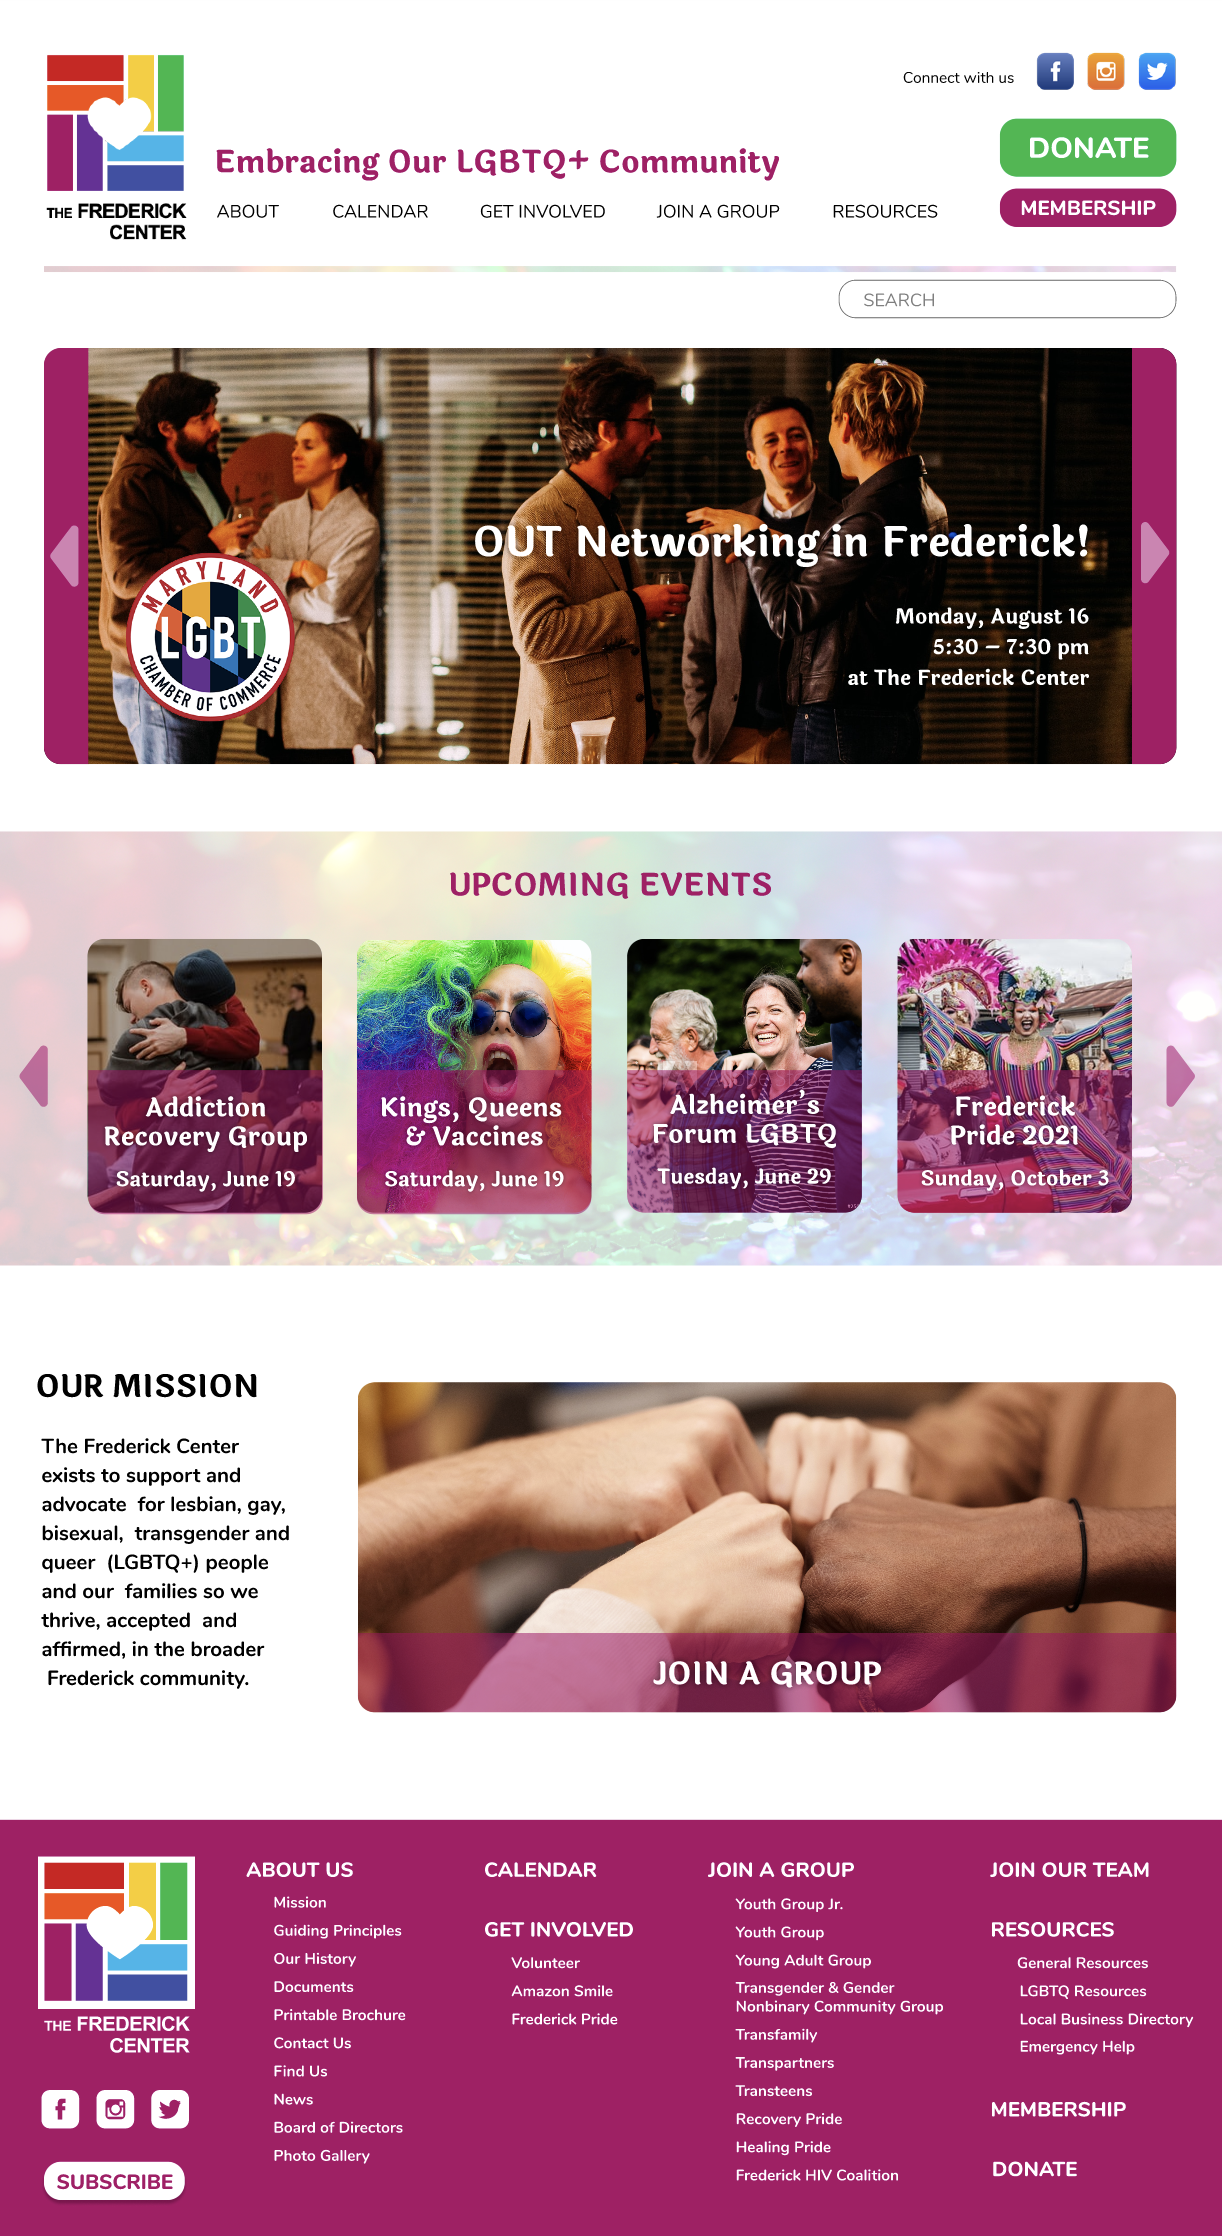 Connect with us
DONATE
Embracing Our LGBTQ+ Community
THE FREDERICK
CENTER
ABOUT
CALENDAR
GET INVOLVED
JOIN A GROUP
RESOURCES
MEMBERSHIP
SEARCH
OUT Networking in Frederick!
Monday, August 16
5:30 – 7:30 pm
at The Frederick Center
MARYLAND
LGBT
CHAMBER OF COMMERCE
UPCOMING EVENTS
Addiction
Recovery Group
Saturday, June 19
Kings, Queens
& Vaccines
Saturday, June 19
Alzheimer's
Forum LGBTQ
Tuesday, June 29
Frederick
Pride 2021
Sunday, October 3
OUR MISSION
The Frederick Center
exists to support and
advocate for lesbian, gay,
bisexual, transgender and
queer (LGBTQ+) people
and our families so we
thrive, accepted and
affirmed, in the broader
Frederick community.
JOIN A GROUP
THE FREDERICK
CENTER
SUBSCRIBE
ABOUT US
Mission
Guiding Principles
Our History
Documents
Printable Brochure
Contact Us
Find Us
News
Board of Directors
Photo Gallery
CALENDAR
GET INVOLVED
Volunteer
Amazon Smile
Frederick Pride
JOIN A GROUP
Youth Group Jr.
Youth Group
Young Adult Group
Transgender & Gender
Nonbinary Community Group
Transfamily
Transpartners
Transteens
Recovery Pride
Healing Pride
Frederick HIV Coalition
JOIN OUR TEAM
RESOURCES
General Resources
LGBTQ Resources
Local Business Directory
Emergency Help
MEMBERSHIP
DONATE